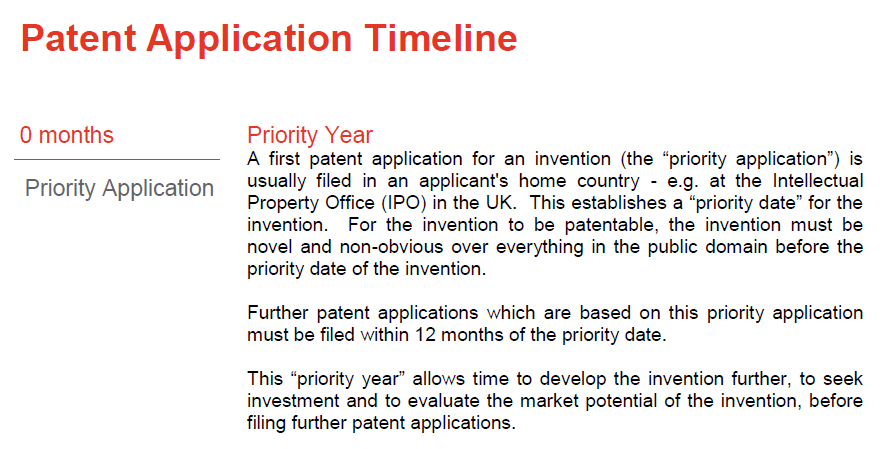 Patent Application Timeline
0 months
Priority Application
Priority Year
A first patent application for an invention (the “priority application”) is
usually filed in an applicant's home country - e.g. at the Intellectual
Property Office (IPO) in the UK.  This establishes a “priority date” for the
invention.  For the invention to be patentable, the invention must be
novel and non-obvious over everything in the public domain before the
priority date of the invention.
Further patent applications which are based on this priority application
must be filed within 12 months of the priority date.
This “priority year” allows time to develop the invention further, to seek
investment and to evaluate the market potential of the invention, before
filing further patent applications.